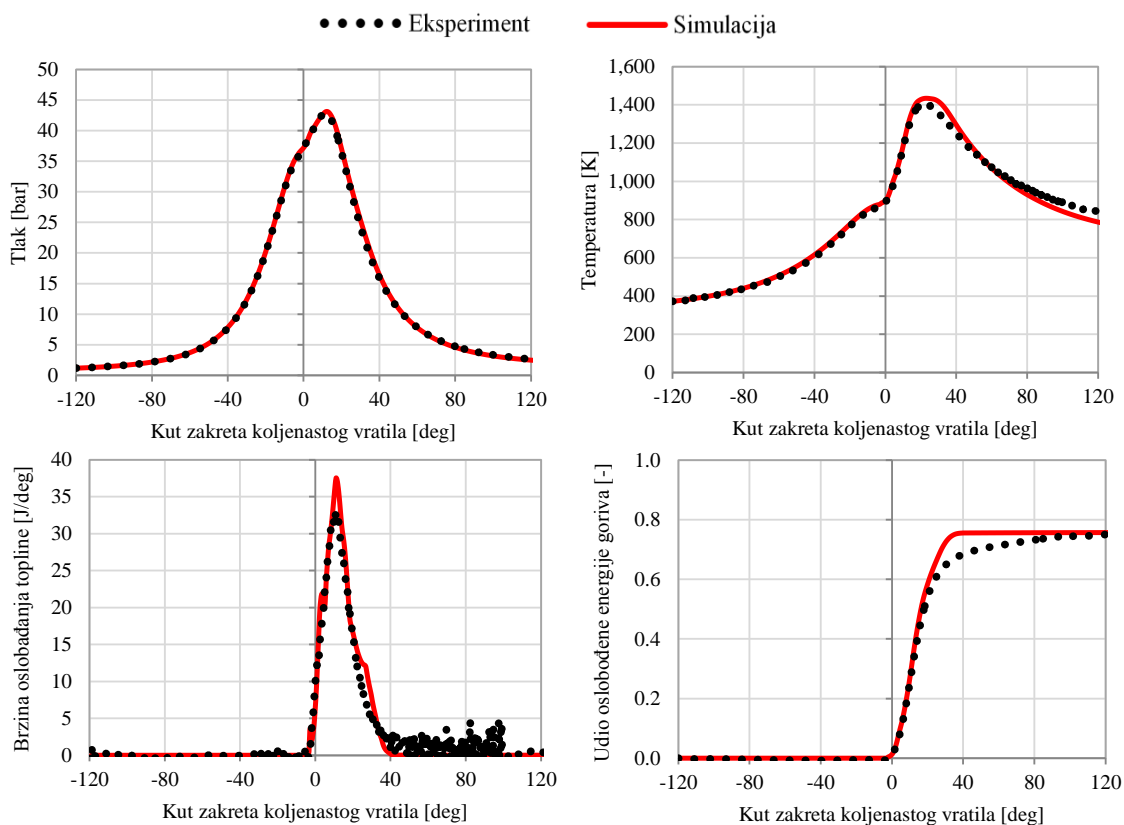 Eksperiment Simulacija
Tlak [bar]
50
45
40
35
30
25
20
15
10
5
0
-120 -80 -40 0 40 80 120
Kut zakreta koljenastog vratila [deg]
Temperatura [K]
1,600
1,400
1,200
1,000
800
600
400
200
0
-120 -80 -40 0 40 80 120
Kut zakreta koljenastog vratila [deg]
Brzina oslobađanja topline [J/deg]
40
35
30
25
20
15
10
5
0
-120 -80 -40 0 40 80 120
Kut zakreta koljenastog vratila [deg]
Udio oslobođene energije goriva [-]
1.0
0.8
0.6
0.4
0.2
0.0
-120 -80 -40 0 40 80 120
Kut zakreta koljenastog vratila [deg]